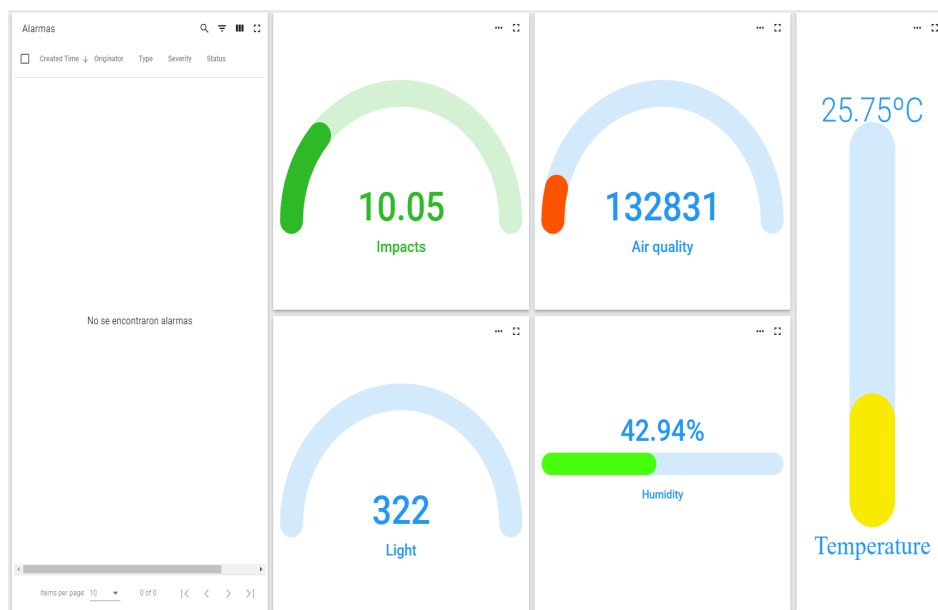 Alarmas
Created Time ↓ Originator Type Severity Status
No se encontraron alarmas
Items per page: 10 0 of 0
10.05
Impacts
132831
Air quality
322
Light
42.94%
Humidity
25.75ºC
Temperature